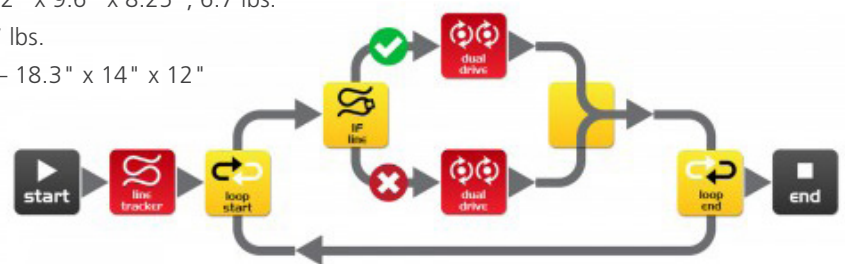 2" x 9.6" x 8.25", 6.7 lbs.
lbs.
– 18.3" x 14" x 12"
dual
drive
IF
line
start
line
tracker
loop
start
dual
drive
loop
end
end